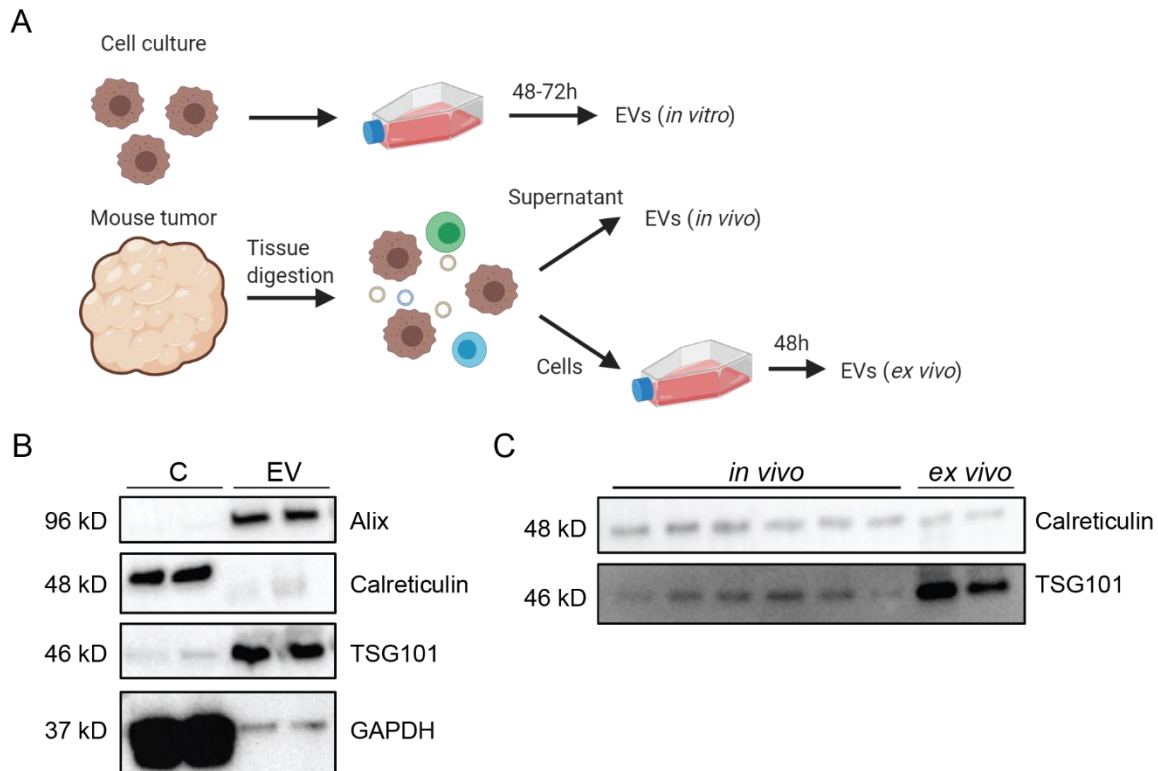 A
Cell culture
48-72h
EVs (in vitro)
Mouse tumor
Tissue
digestion
Supernatant
EVs (in vivo)
Cells
48h
EVs (ex vivo)
B
C EV
96 kD Alix
48 kD Calreticulin
46 kD TSG101
37 kD GAPDH
C
in vivo ex vivo
48 kD Calreticulin
46 kD TSG101